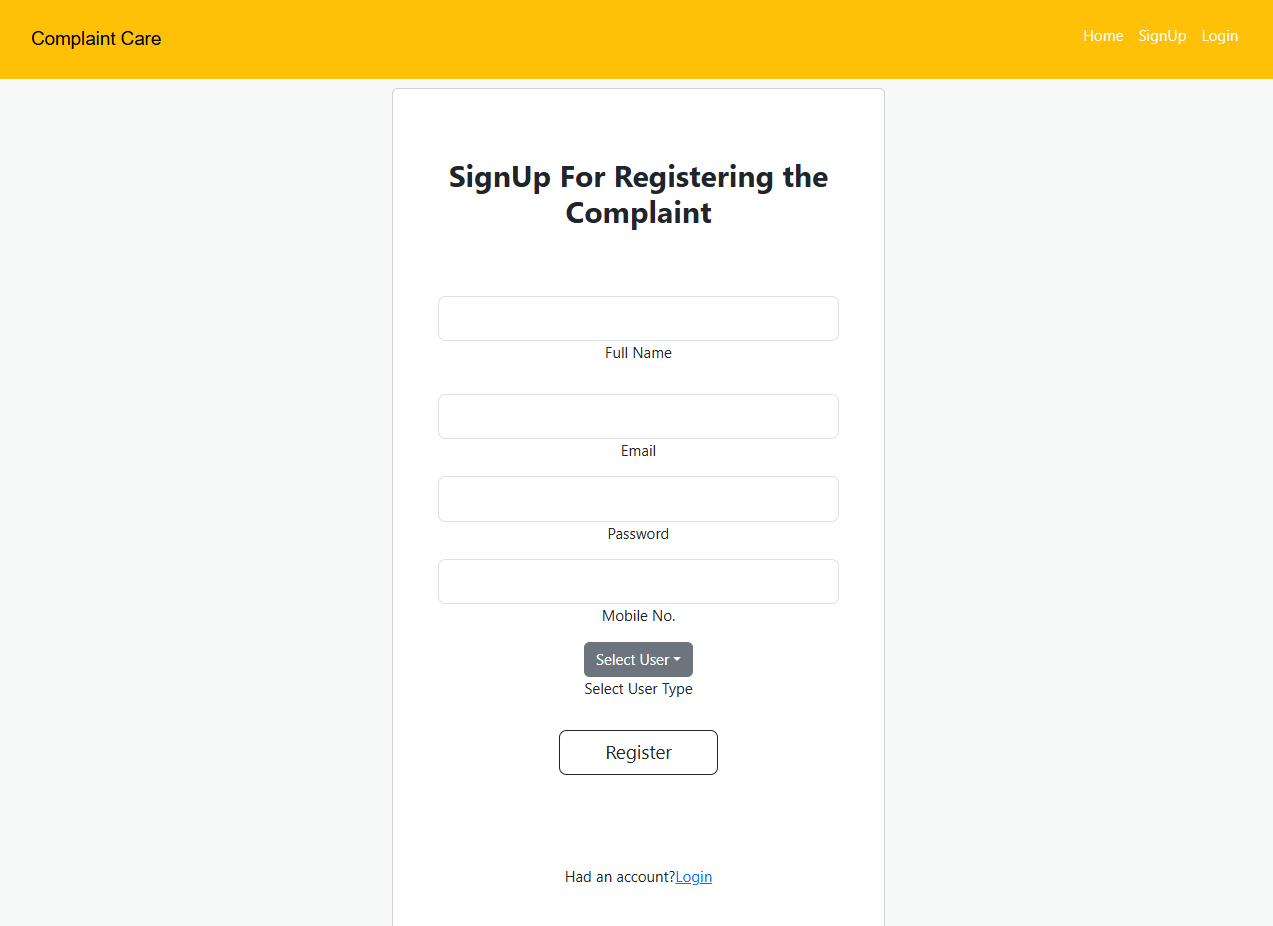 Complaint Care
Home SignUp Login
SignUp For Registering the
Complaint
Full Name
Email
Password
Mobile No.
Select User
Select User Type
Register
Had an account?Login